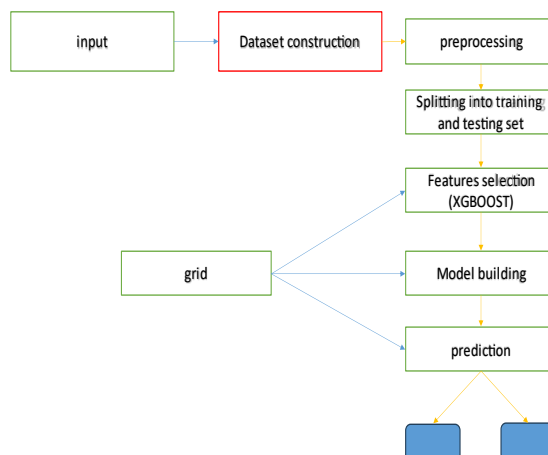 input
Dataset construction
preprocessing
Splitting into training
and testing set
Features selection
(XGBOOST)
grid
Model building
prediction